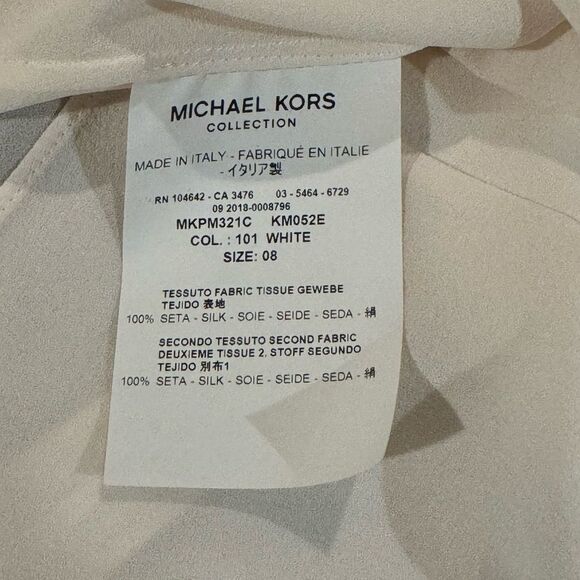 MICHAEL KORS
COLLECTION
MADE IN ITALY - FABRIQUÉ EN ITALIE
- イタリア製
RN 104642 - CA 3476 03 - 5464 - 6729
09 2018-0008796
MKPM321C KM052E
COL. : 101 WHITE
SIZE: 08
TESSUTO FABRIC TISSUE GEWEBE
TEJIDO 表地
100% SETA - SILK - SOIE - SEIDE - SEDA - 絹
SECONDO TESSUTO SECOND FABRIC
DEUXIEME TISSUE 2. STOFF SEGUNDO
TEJIDO 別布1
100% SETA - SILK - SOIE - SEIDE - SEDA - 絹